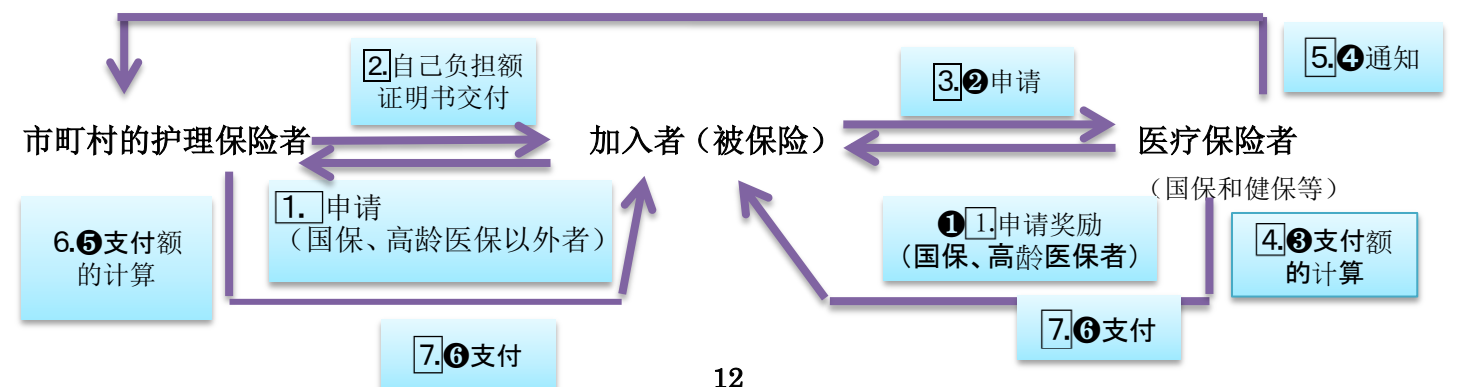 5.❹通知
2.自己负担额
证明书交付
3.❷申请
市町村的护理保险者
加入者（被保险）
医疗保险者
（国保和健保等）
1. 申请
（国保、高龄医保以外者）
❶1.申请奖励
（国保、高龄医保者）
6.❺支付额
的计算
4.❸支付额
的计算
7.❻支付
7.❻支付
12